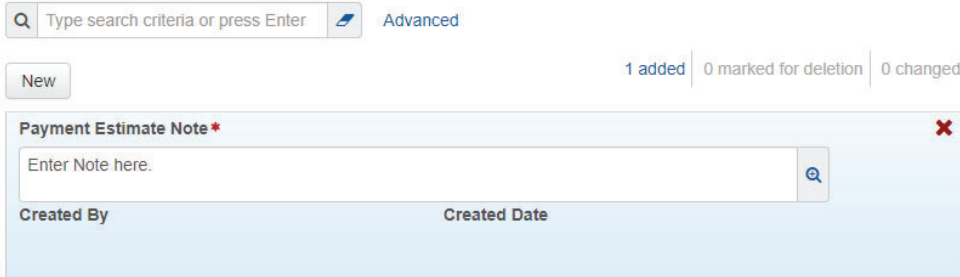 Type search criteria or press Enter Advanced
New 1 added 0 marked for deletion 0 changed
Payment Estimate Note*
Enter Note here.
Created By Created Date